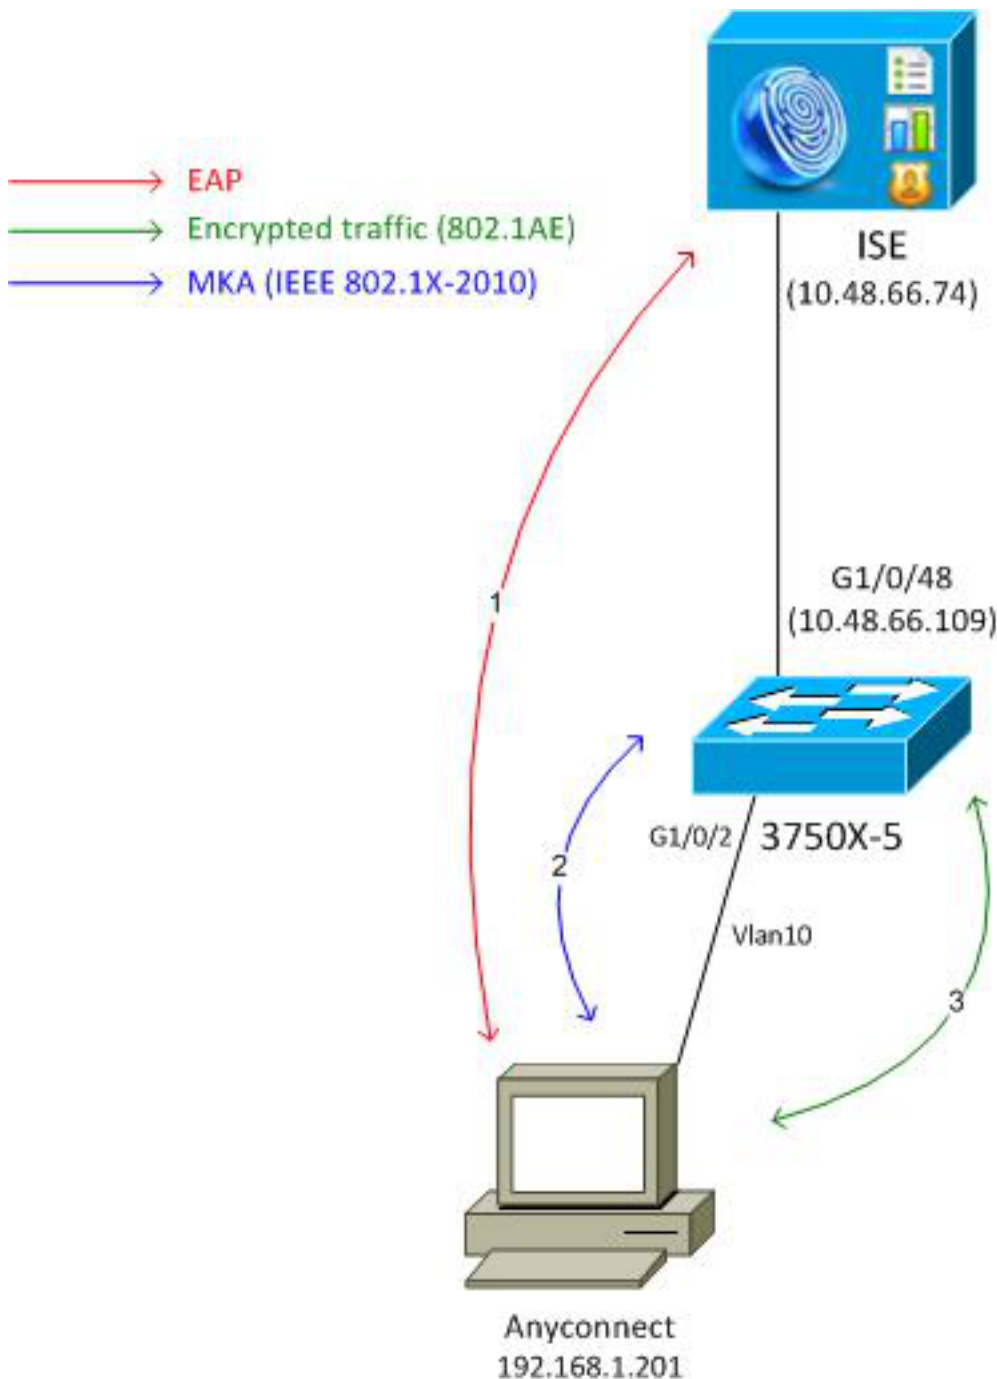 EAP
Encrypted traffic (802.1AE)
MKA (IEEE 802.1X-2010)
ISE
(10.48.66.74)
G1/0/48
(10.48.66.109)
1
2
G1/0/2
3750X-5
Vlan10
3
Anyconnect
192.168.1.201